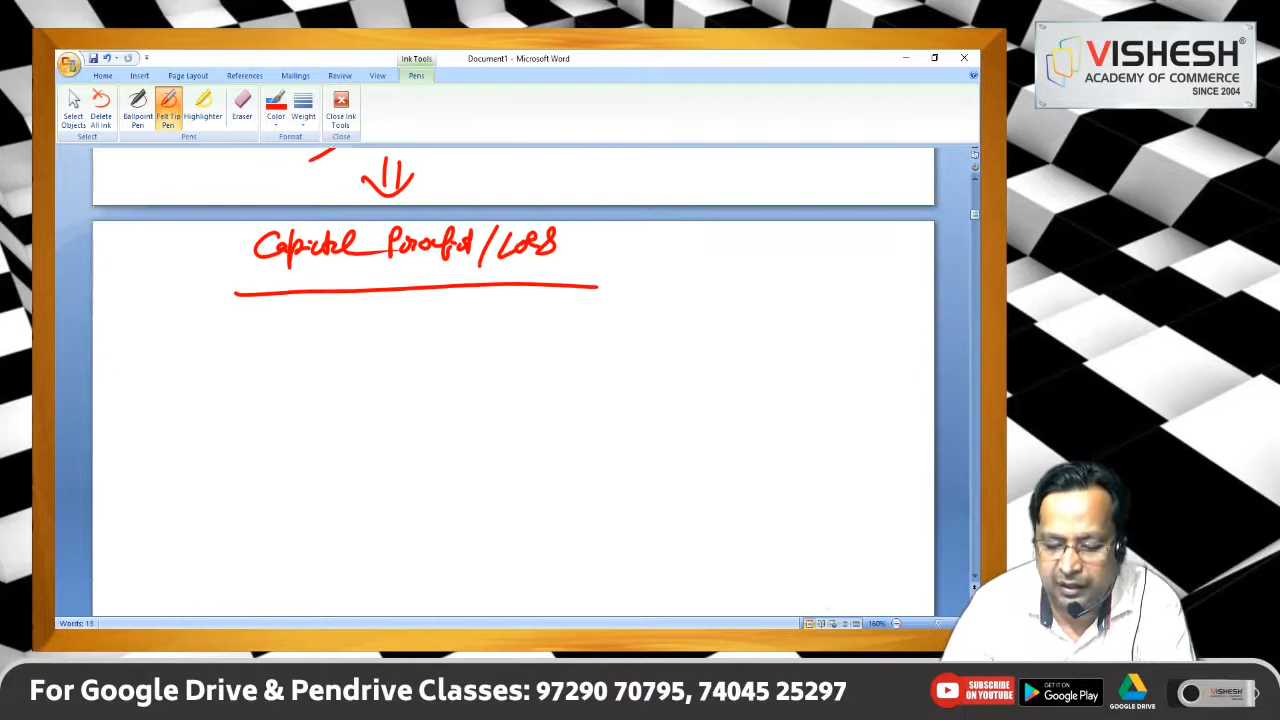 VISHESH®
ACADEMY OF COMMERCE
SINCE 2004
Ink Tools
Document1 - Microsoft Word
Home Insert Page Layout References Mailings Review View Pens
Select Objects
Delete All Ink
Ballpoint Pen
Felt Tip Pen
Highlighter
Eraser
Color
Weight
Close Ink Tools
Select Pens Format Close
Capital Profit/Loss
Words: 13
160%
For Google Drive & Pendrive Classes: 97290 70795, 74045 25297
SUBSCRIBE ON YOUTUBE
GET IT ON Google Play
GOOGLE DRIVE
VISHESH